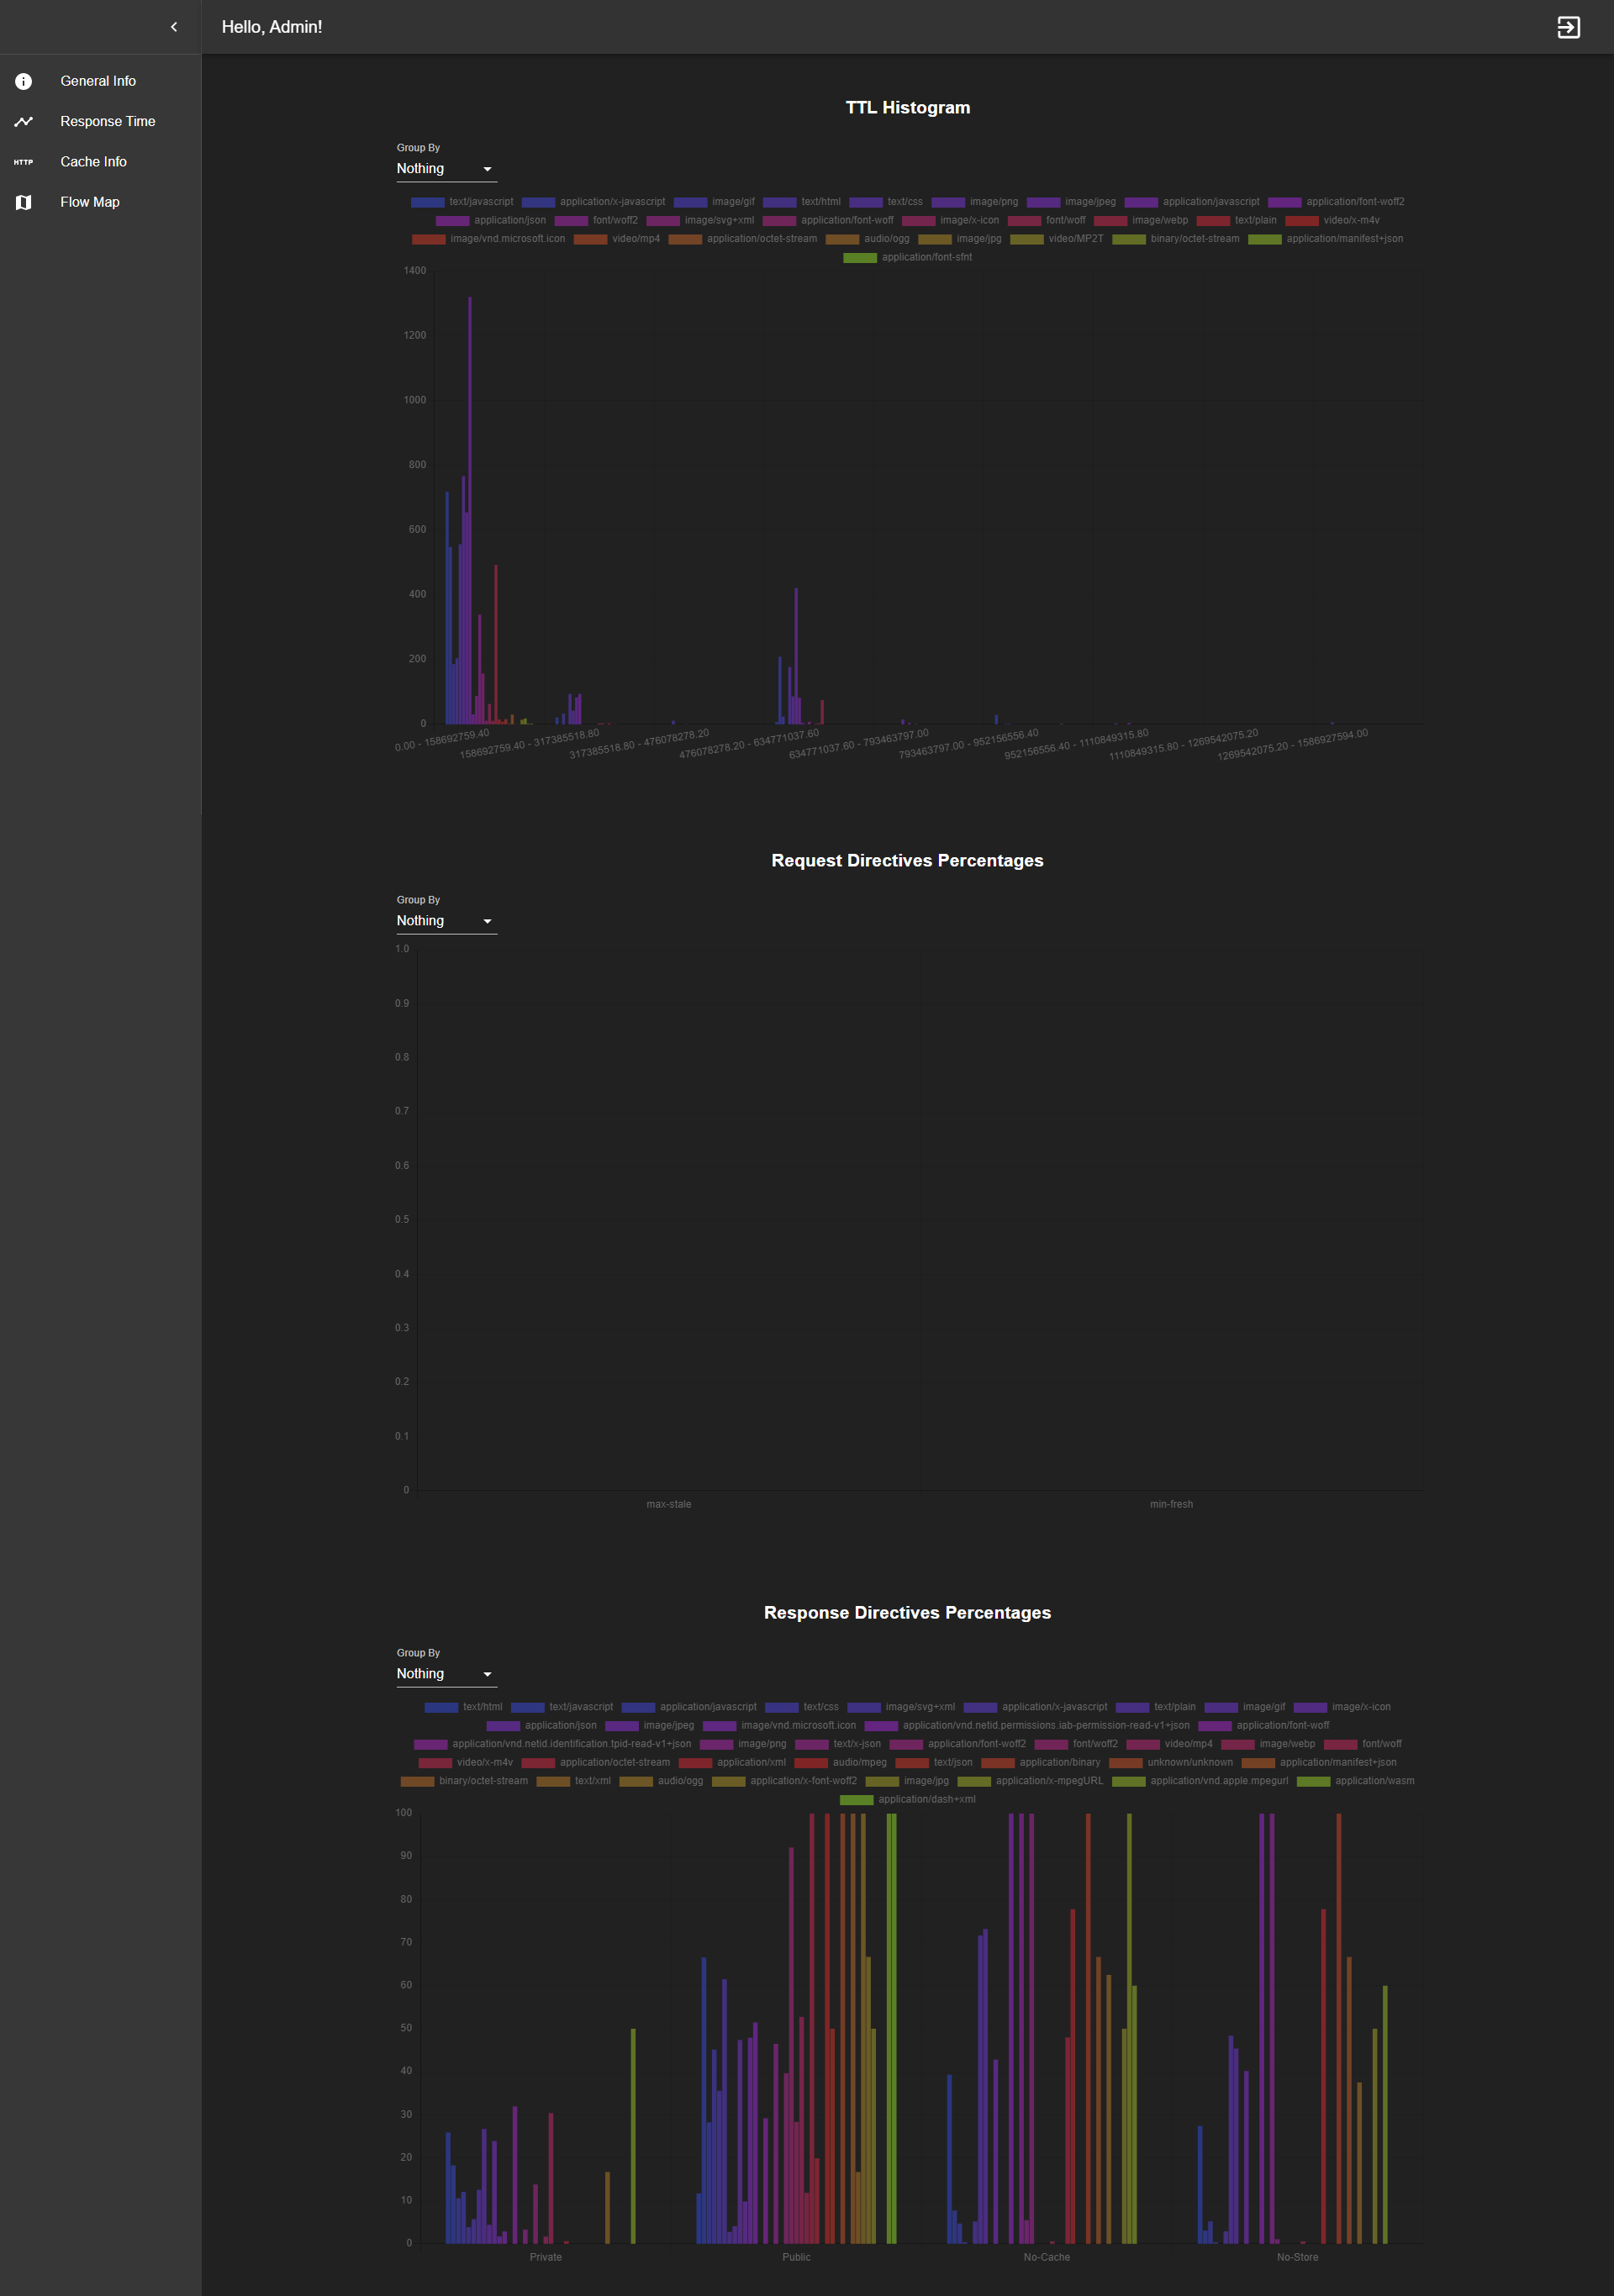 Hello, Admin!
General Info
Response Time
HTTP Cache Info
Flow Map
TTL Histogram
Group By
Nothing
text/javascript application/x-javascript image/gif text/html text/css image/png image/jpeg application/javascript application/font-woff2
application/json font/woff2 image/svg+xml application/font-woff image/x-icon font/woff image/webp text/plain video/x-m4v
image/vnd.microsoft.icon video/mp4 application/octet-stream audio/ogg image/jpg video/MP2T binary/octet-stream application/manifest+json
application/font-sfnt
1400
1200
1000
800
600
400
200
0
0.00 - 158692759.40
158692759.40 - 317385518.80
317385518.80 - 476078278.20
476078278.20 - 634771037.60
634771037.60 - 793463797.00
793463797.00 - 952156556.40
952156556.40 - 1110849315.80
1110849315.80 - 1269542075.20
1269542075.20 - 1586927594.00
Request Directives Percentages
Group By
Nothing
1.0
0.9
0.8
0.7
0.6
0.5
0.4
0.3
0.2
0.1
0
max-stale min-fresh
Response Directives Percentages
Group By
Nothing
text/html text/javascript application/javascript text/css image/svg+xml application/x-javascript text/plain image/gif image/x-icon
application/json image/jpeg image/vnd.microsoft.icon application/vnd.netid.permissions.iab-permission-read-v1+json application/font-woff
application/vnd.netid.identification.tpid-read-v1+json image/png text/x-json application/font-woff2 font/woff2 video/mp4 image/webp font/woff
video/x-m4v application/octet-stream application/xml audio/mpeg text/json application/binary unknown/unknown application/manifest+json
binary/octet-stream text/xml audio/ogg application/x-font-woff2 image/jpg application/x-mpegURL application/vnd.apple.mpegurl application/wasm
application/dash+xml
100
90
80
70
60
50
40
30
20
10
0
Private Public No-Cache No-Store